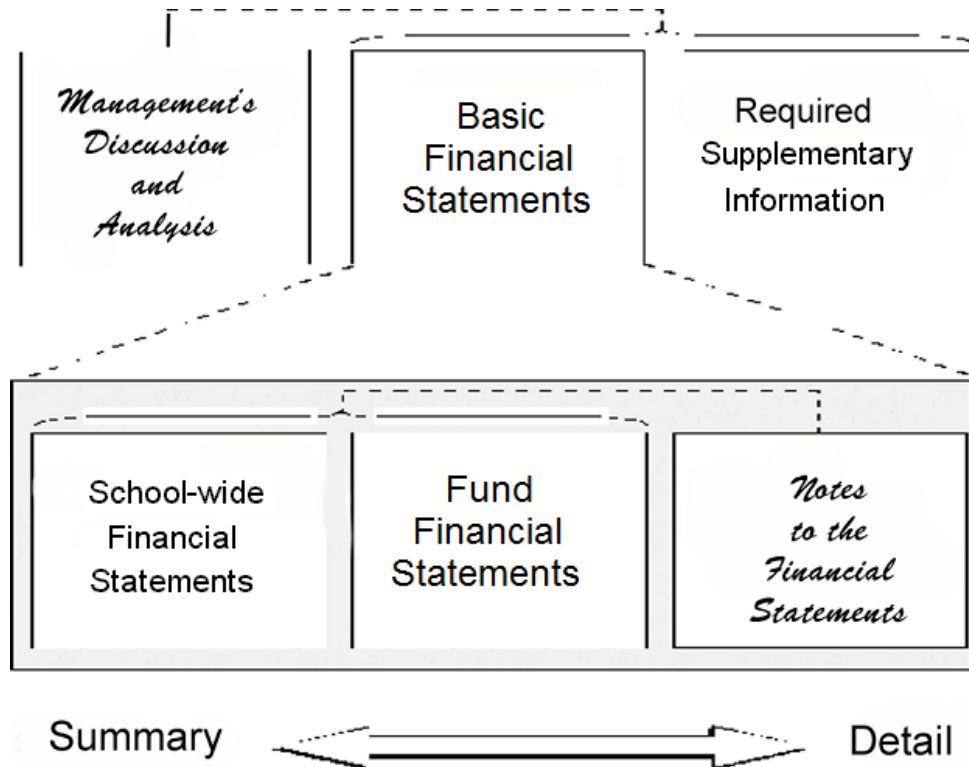 Management's
Discussion
and
Analysis
Basic
Financial
Statements
Required
Supplementary
Information
School-wide
Financial
Statements
Fund
Financial
Statements
Notes
to the
Financial
Statements
Summary
Detail